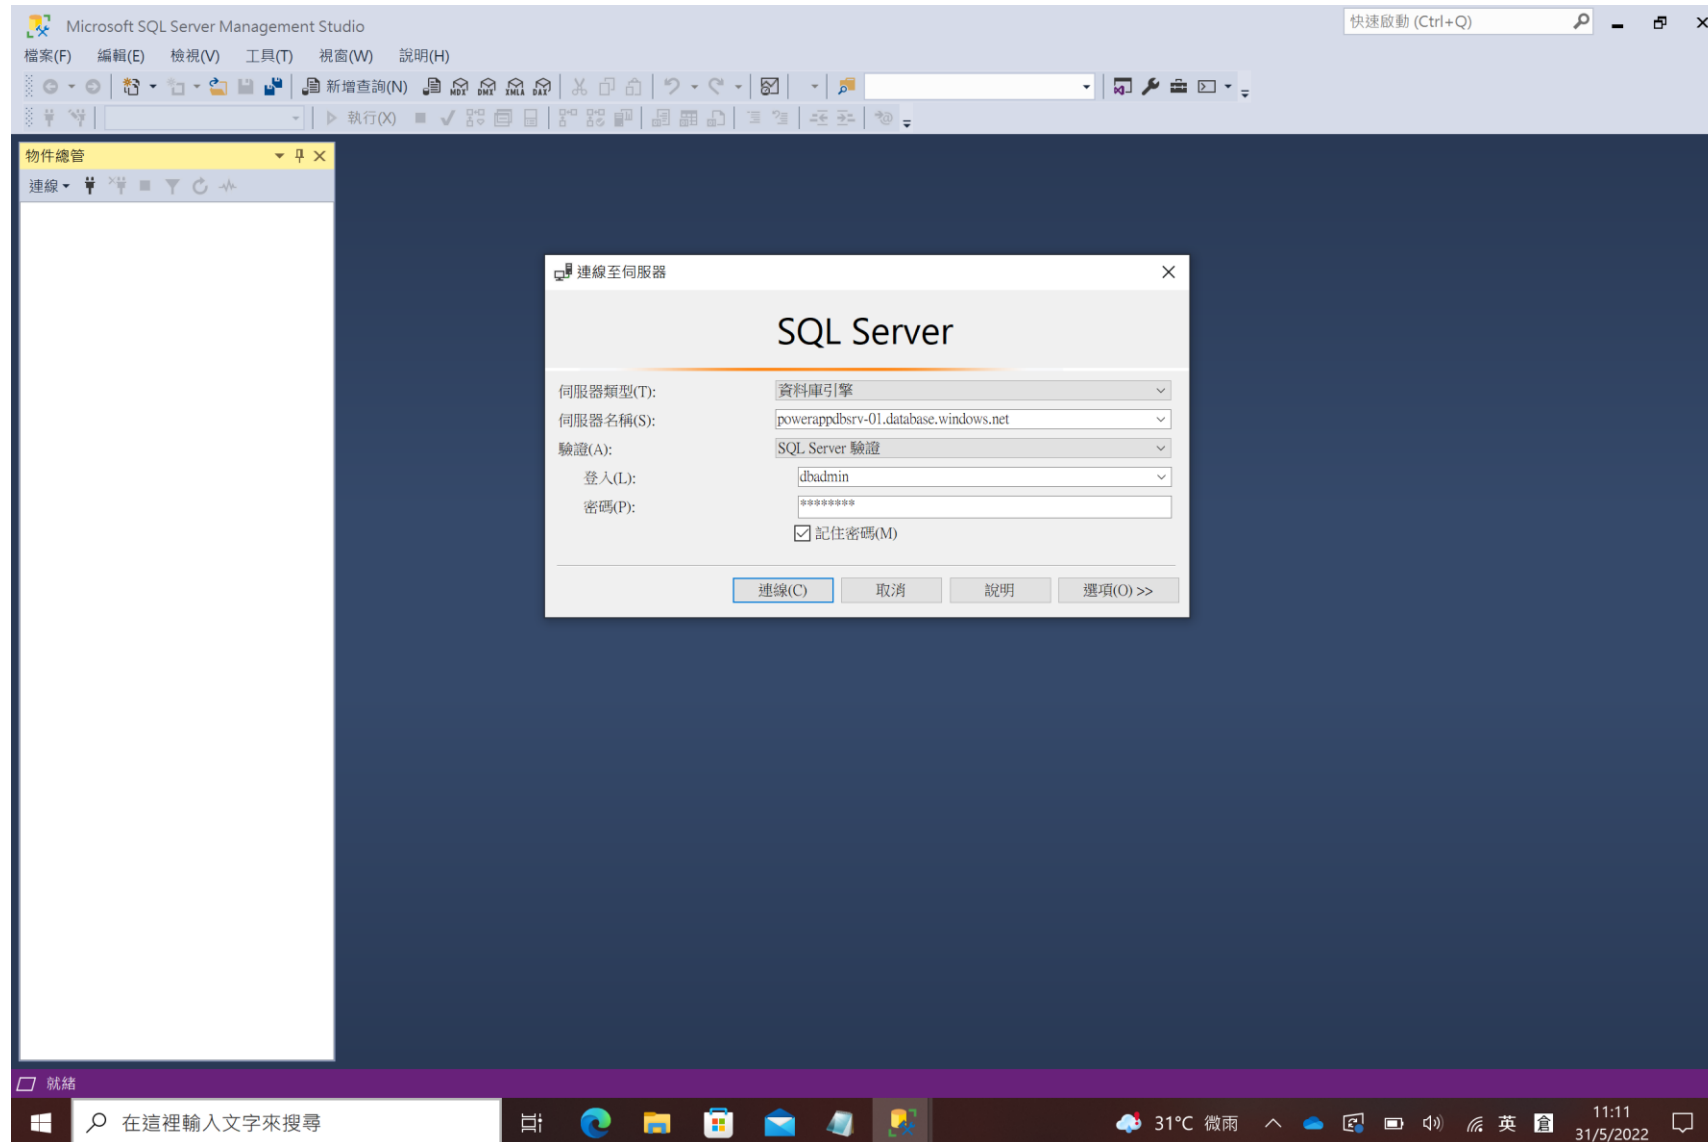 Microsoft SQL Server Management Studio
快速啟動 (Ctrl+Q)
檔案(F) 編輯(E) 檢視(V) 工具(T) 視窗(W) 說明(H)
新增查詢(N) MDX DMX XMLA DAX
執行(X)
物件總管
連線
連線至伺服器
SQL Server
伺服器類型(T): 資料庫引擎
伺服器名稱(S): powerappdbsrv-01.database.windows.net
驗證(A): SQL Server 驗證
登入(L): dbadmin
密碼(P): ********
記住密碼(M)
連線(C) 取消 說明 選項(O) >>
就緒
在這裡輸入文字來搜尋
31°C 微雨
英 倉
11:11
31/5/2022